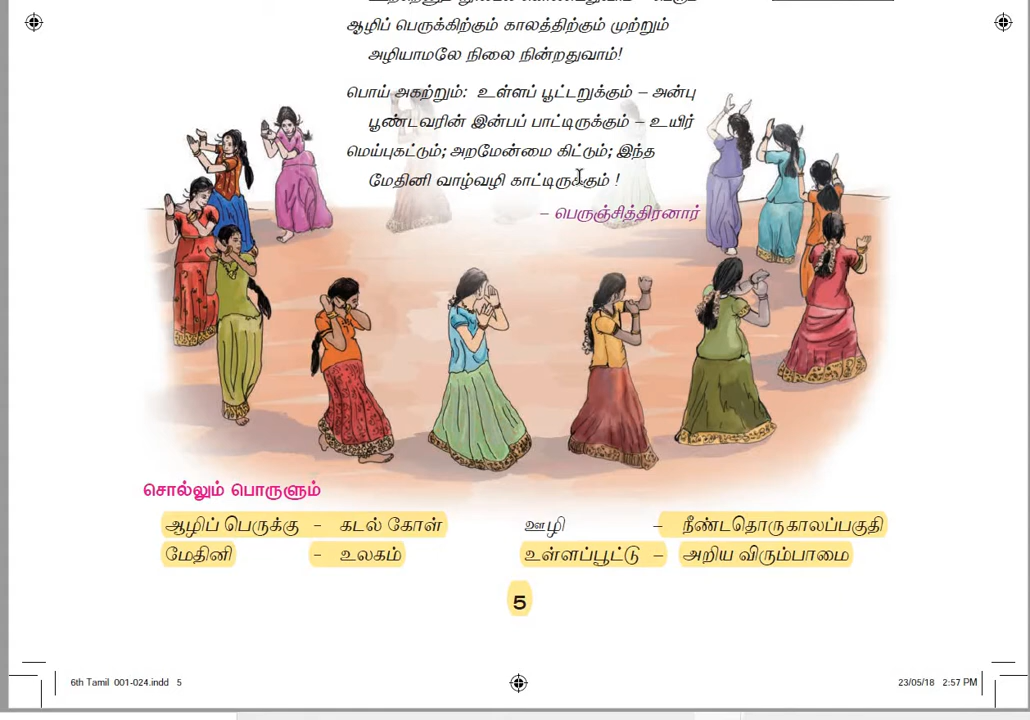 ஆழிப் பெருக்கிற்கும் காலத்திற்கும் முற்றும்
அழியாமலே நிலை நின்றதுவாம்!
பொய் அகற்றும்: உள்ளப் பூட்டறுக்கும் – அன்பு
பூண்டவரின் இன்பப் பாட்டிருக்கும் – உயிர்
மெய்புகட்டும்; அறமேன்மை கிட்டும்; இந்த
மேதினி வாழ்வழி காட்டிருக்கும் !
– பெருஞ்சித்திரனார்
சொல்லும் பொருளும்
ஆழிப் பெருக்கு – கடல் கோள் ஊழி – நீண்டதொருகாலப்பகுதி
மேதினி – உலகம் உள்ளப்பூட்டு – அறிய விரும்பாமை
5
6th Tamil 001-024.indd 5 23/05/18 2:57 PM